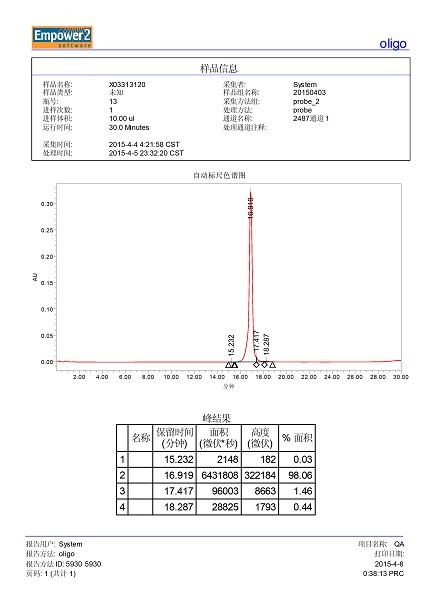 Empower2
software
oligo
样品信息
样品名称: X03313120 采集者: System
样品类型: 未知 样品组名称: 20150403
瓶号: 13 采集方法组: probe_2
进样次数: 1 处理方法: probe
进样体积: 10.00 ul 通道名称: 2487通道 1
运行时间: 30.0 Minutes 处理通道注释:
采集时间: 2015-4-4 4:21:58 CST
处理时间: 2015-4-5 23:32:20 CST
自动标尺色谱图
AU
0.30
0.25
0.20
0.15
0.10
0.05
0.00
15.232
16.919
17.417
18.287
2.00 4.00 6.00 8.00 10.00 12.00 14.00 16.00 18.00 20.00 22.00 24.00 26.00 28.00 30.00
分钟
峰结果
名称 保留时间 (分钟) 面积 (微伏*秒) 高度 (微伏) % 面积
1 15.232 2148 182 0.03
2 16.919 6431808 322184 98.06
3 17.417 96003 8663 1.46
4 18.287 28825 1793 0.44
报告用户: System 项目名称: QA
报告方法: oligo 打印日期:
报告方法 ID: 5930 5930 2015-4-6
页码: 1 (共计 1) 0:38:13 PRC